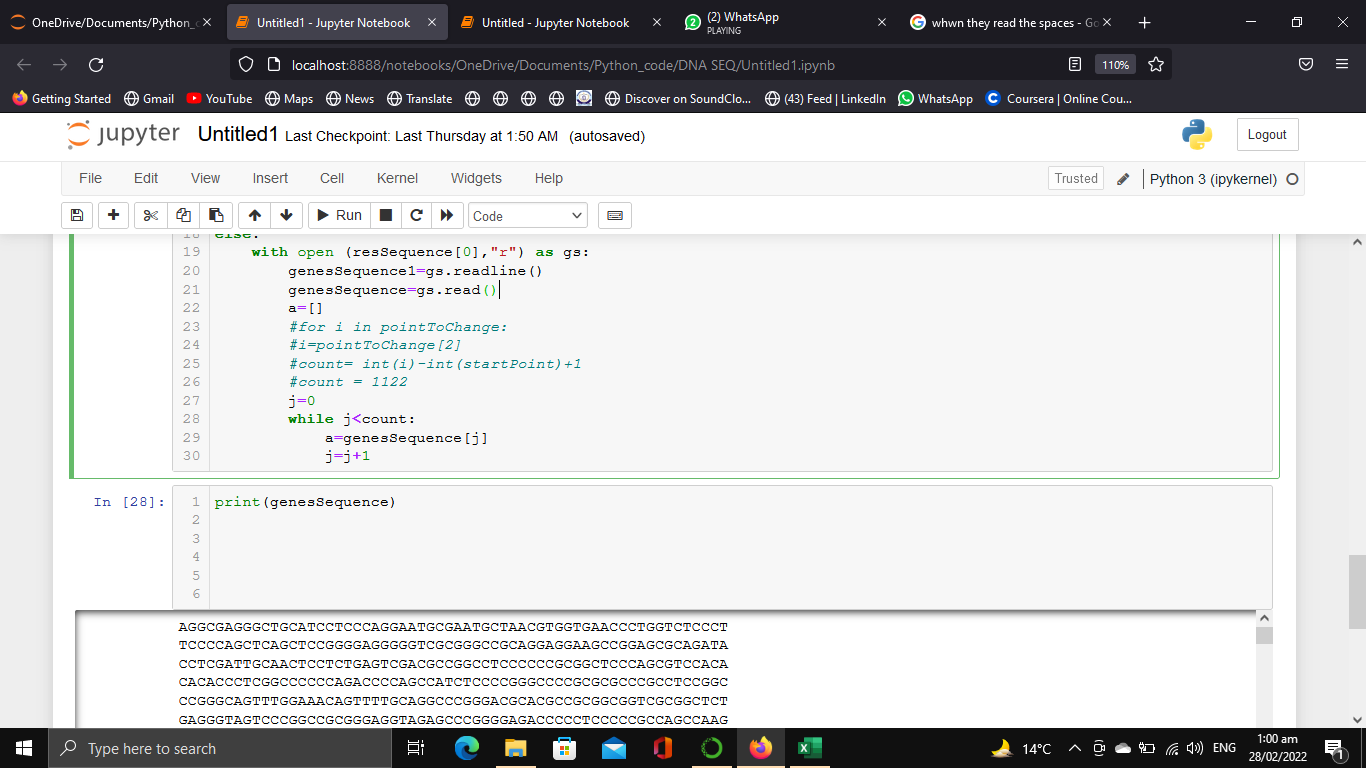 OneDrive/Documents/Python_c
Untitled1 - Jupyter Notebook
Untitled - Jupyter Notebook
(2) WhatsApp
PLAYING
whwn they read the spaces - Go
localhost:8888/notebooks/OneDrive/Documents/Python_code/DNA SEQ/Untitled1.ipynb
110%
Getting Started
Gmail
YouTube
Maps
News
Translate
Discover on SoundClo...
(43) Feed | LinkedIn
WhatsApp
Coursera | Online Cou...
jupyter Untitled1 Last Checkpoint: Last Thursday at 1:50 AM (autosaved)
Logout
File Edit View Insert Cell Kernel Widgets Help
Trusted
Python 3 (ipykernel)
Run
Code
18 else:
19 with open (resSequence[0],"r") as gs:
20 genesSequence1=gs.readline()
21 genesSequence=gs.read()
22 a=[]
23 #for i in pointToChange:
24 #i=pointToChange[2]
25 #count= int(i)-int(startPoint)+1
26 #count = 1122
27 j=0
28 while j<count:
29 a=genesSequence[j]
30 j=j+1
In [28]:
1 print(genesSequence)
2
3
4
5
6
AGGCGAGGGCTGCATCCTCCCAGGAATGCGAATGCTAACGTGGTGAACCCTGGTCTCCCT
TCCCCAGCTCAGCTCCGGGGAGGGGGTCGCGGGCCGCAGGAGGAAGCCGGAGCGCAGATA
CCTCGATTGCAACTCCTCTGAGTCGACGCCGGCCTCCCCCCGCGGCTCCCAGCGTCCACA
CACACCCTCGGCCCCCCAGACCCCAGCCATCTCCCCGGGCCCCGCGCGCCCGCCTCCGGC
CCGGGCAGTTTGGAAACAGTTTTGCAGGCCCGGGACGCACGCCGCGGCGGTCGCGGCTCT
GAGGGTAGTCCCGGCCGCGGGAGGTAGAGCCCGGGGAGACCCCCTCCCCCGCCAGCCAAG
Type here to search
14°C
ENG
1:00 am
28/02/2022
1